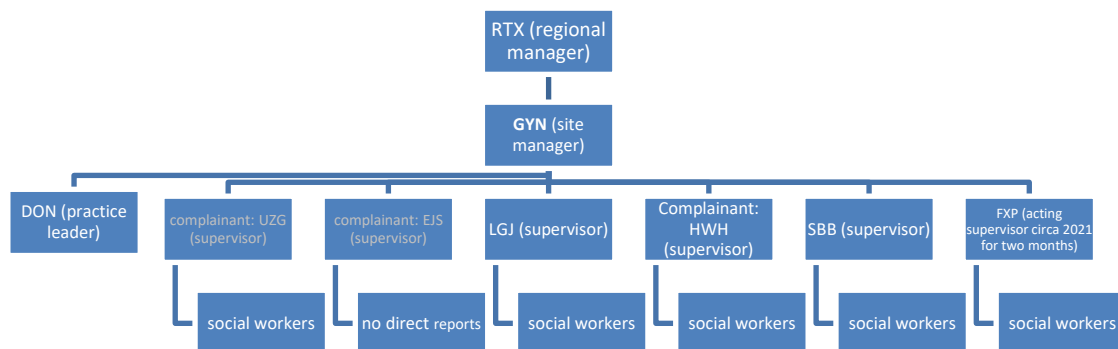 RTX (regional
manager)
GYN (site
manager)
DON (practice
leader)
complainant: UZG
(supervisor)
complainant: EJS
(supervisor)
LGJ (supervisor)
Complainant:
HWH
(supervisor)
SBB (supervisor)
FXP (acting
supervisor circa 2021
for two months)
social workers
no direct reports
social workers
social workers
social workers
social workers